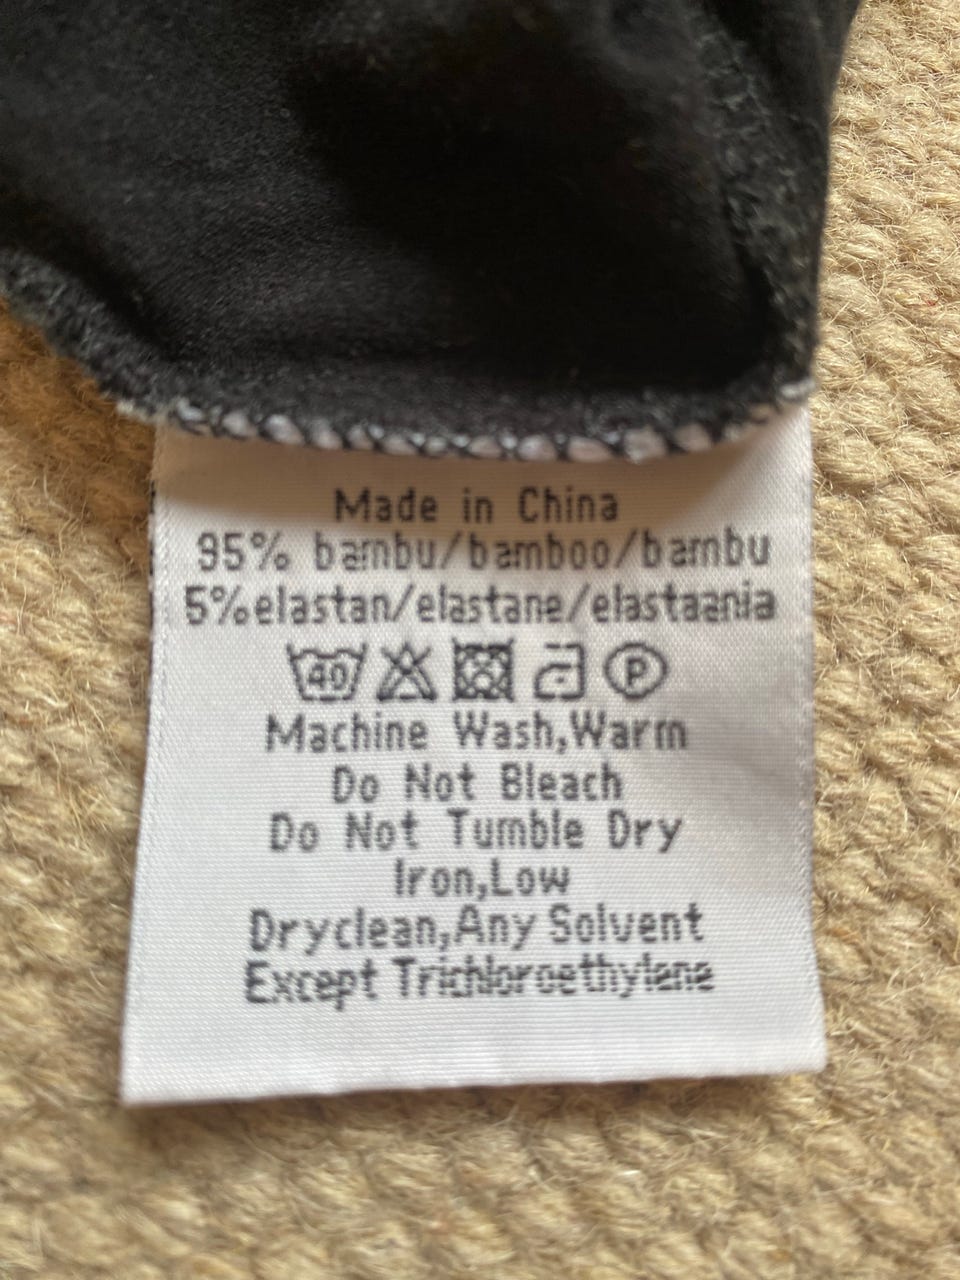 Made in China
95% bambu/bamboo/bambu
5%elastan/elastane/elastaania
40 P
Machine Wash,Warm
Do Not Bleach
Do Not Tumble Dry
Iron,Low
Dryclean,Any Solvent
Except Trichloroethylene